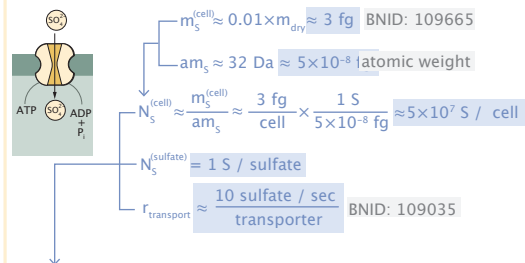 SO₄²⁻
ATP
SO₄²⁻
ADP
+
Pᵢ
m_S^(cell) ≈ 0.01×m_dry ≈ 3 fg BNID: 109665
am_S ≈ 32 Da ≈ 5×10⁻⁸ atomic weight
N_S^(cell) ≈ m_S^(cell) / am_S ≈ 3 fg / cell × 1 S / 5×10⁻⁸ fg ≈5×10⁷ S / cell
N_S^(sulfate) = 1 S / sulfate
r_transport ≈ 10 sulfate / sec / transporter BNID: 109035